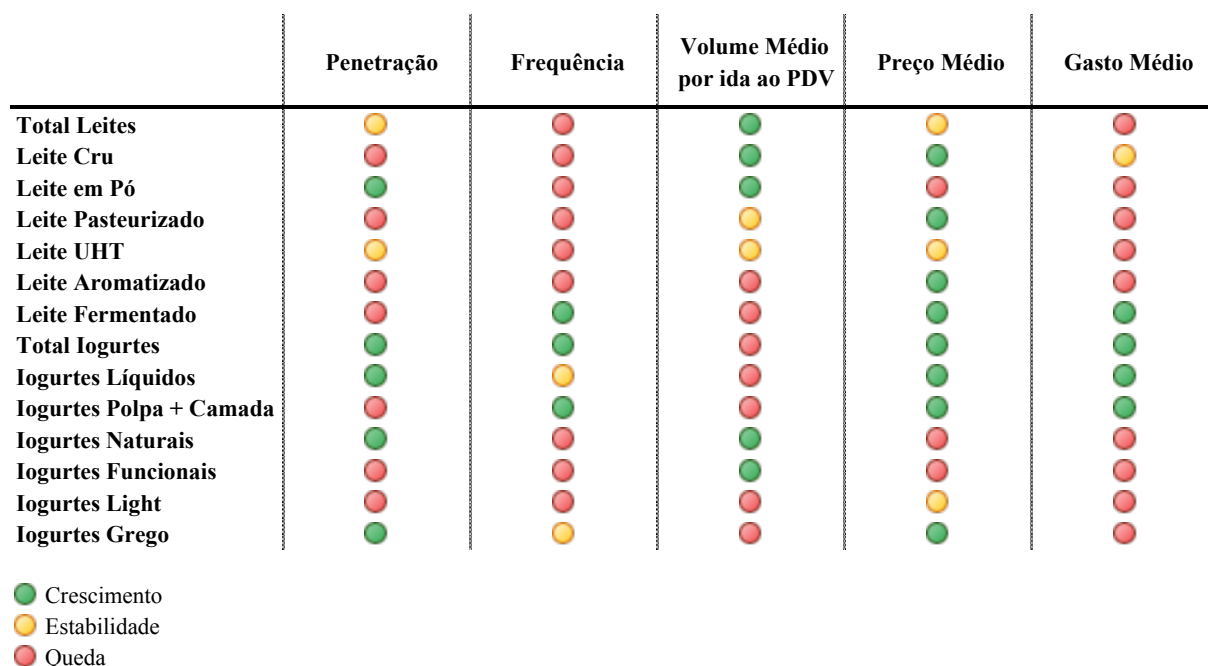 Penetração Frequência Volume Médio por ida ao PDV Preço Médio Gasto Médio
Total Leites
Leite Cru
Leite em Pó
Leite Pasteurizado
Leite UHT
Leite Aromatizado
Leite Fermentado
Total Iogurtes
Iogurtes Líquidos
Iogurtes Polpa + Camada
Iogurtes Naturais
Iogurtes Funcionais
Iogurtes Light
Iogurtes Grego
Crescimento
Estabilidade
Queda